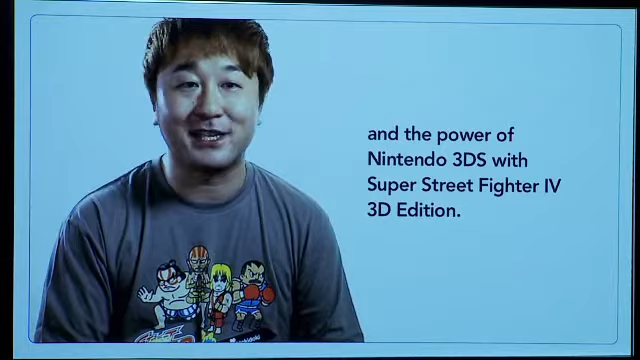 and the power of
Nintendo 3DS with
Super Street Fighter IV
3D Edition.